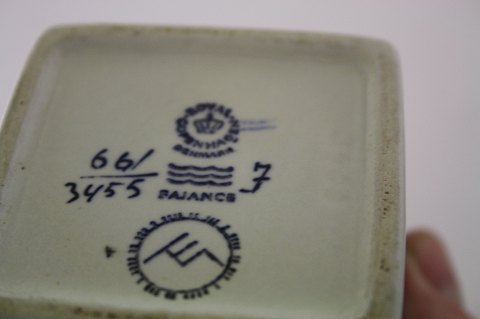 ROYAL
COPENHAGEN
DENMARK
661/
3455
7
FAJANCE